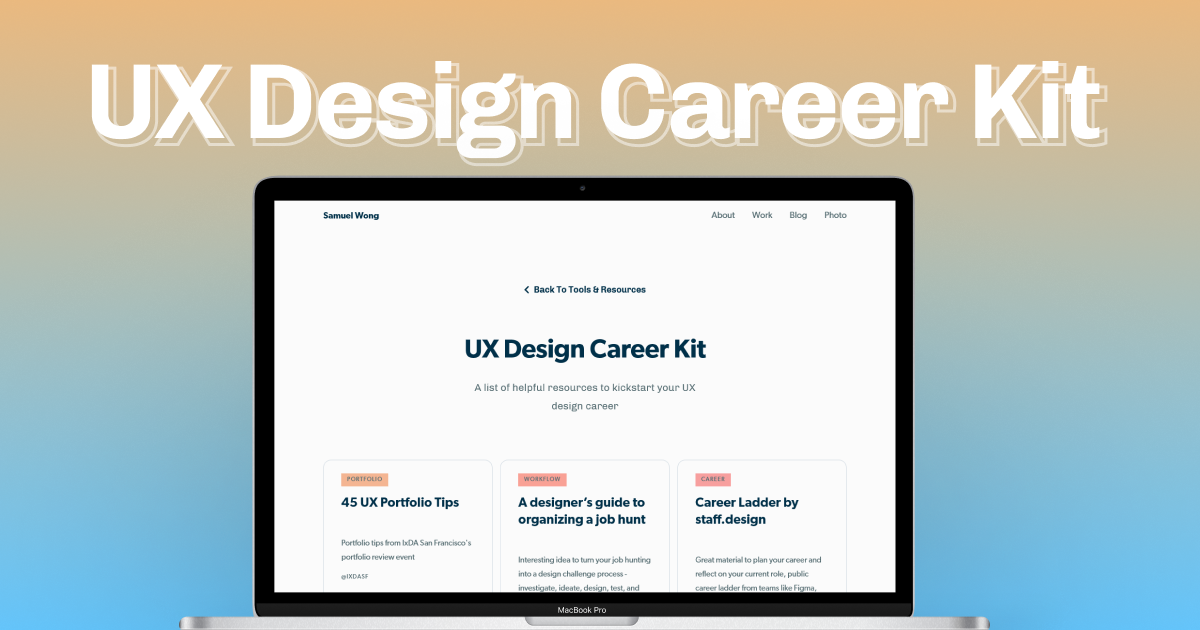 UX Design Career Kit
Samuel Wong
About Work Blog Photo
Back To Tools & Resources
UX Design Career Kit
A list of helpful resources to kickstart your UX
design career
PORTFOLIO
45 UX Portfolio Tips
Portfolio tips from IxDA San Francisco's
portfolio review event
@IXDASF
WORKFLOW
A designer's guide to
organizing a job hunt
Interesting idea to turn your job hunting
into a design challenge process -
investigate, ideate, design, test, and
CAREER
Career Ladder by
staff.design
Great material to plan your career and
reflect on your current role, public
career ladder from teams like Figma,
MacBook Pro